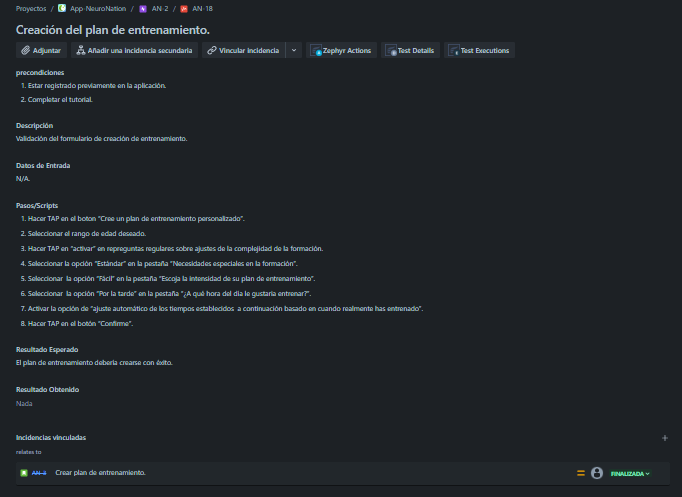 Proyectos / App-NeuroNation / AN-2 / AN-18
Creación del plan de entrenamiento.
Adjuntar Añadir una incidencia secundaria Vincular incidencia Zephyr Actions Test Details Test Executions
precondiciones
1. Estar registrado previamente en la aplicación.
2. Completar el tutorial.
Descripción
Validación del formulario de creación de entrenamiento.
Datos de Entrada
N/A.
Pasos/Scripts
1. Hacer TAP en el boton "Cree un plan de entrenamiento personalizado".
2. Seleccionar el rango de edad deseado.
3. Hacer TAP en "activar" en repreguntas regulares sobre ajustes de la complejidad de la formación.
4. Seleccionar la opción "Estándar" en la pestaña "Necesidades especiales en la formación".
5. Seleccionar la opción "Fácil" en la pestaña "Escoja la intensidad de su plan de entrenamiento".
6. Seleccionar la opción "Por la tarde" en la pestaña "¿A qué hora del día le gustaría entrenar?".
7. Activar la opción de "ajuste automático de los tiempos establecidos a continuación basado en cuando realmente has entrenado".
8. Hacer TAP en el botón "Confirme".
Resultado Esperado
El plan de entrenamiento debería crearse con éxito.
Resultado Obtenido
Nada
Incidencias vinculadas
relates to
Crear plan de entrenamiento. FINALIZADA